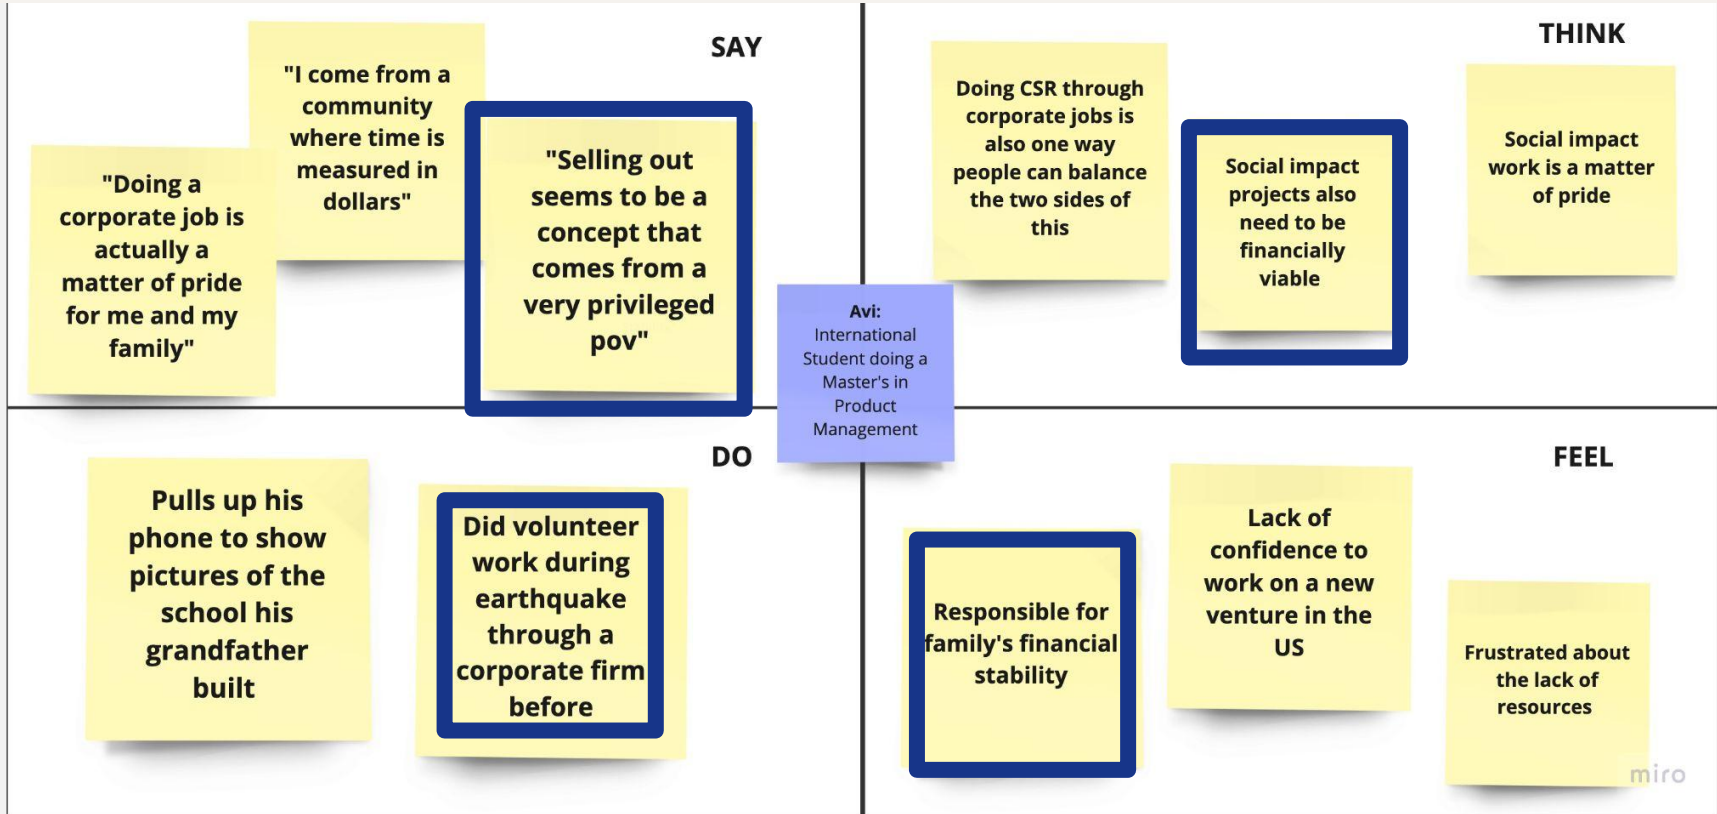 SAY
"Doing a
corporate job is
actually a
matter of pride
for me and my
family"
"I come from a
community
where time is
measured in
dollars"
"Selling out
seems to be a
concept that
comes from a
very privileged
pov"
THINK
Doing CSR through
corporate jobs is
also one way
people can balance
the two sides of
this
Social impact
projects also
need to be
financially
viable
Social impact
work is a matter
of pride
Avi:
International
Student doing a
Master's in
Product
Management
DO
Pulls up his
phone to show
pictures of the
school his
grandfather
built
Did volunteer
work during
earthquake
through a
corporate firm
before
FEEL
Responsible for
family's financial
stability
Lack of
confidence to
work on a new
venture in the
US
Frustrated about
the lack of
resources
miro